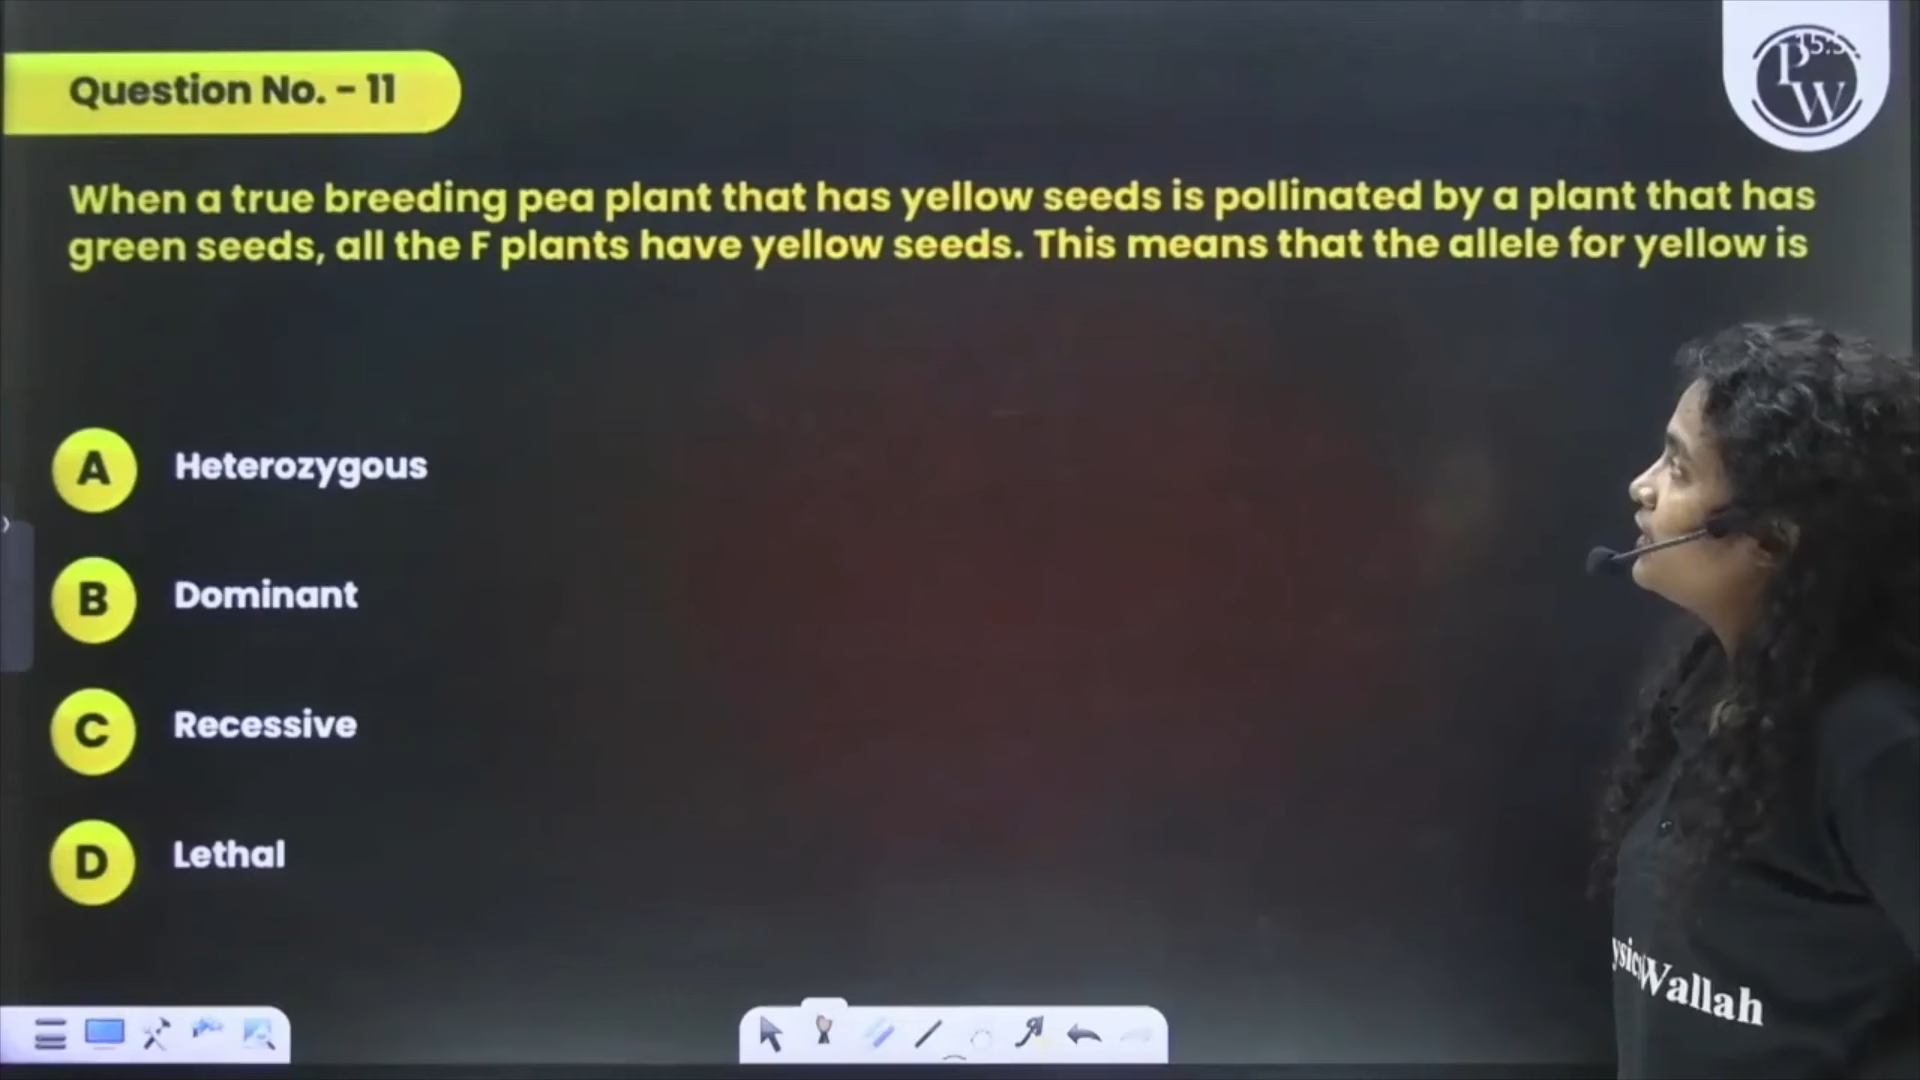 Question No. - 11
PW
When a true breeding pea plant that has yellow seeds is pollinated by a plant that has
green seeds, all the F plants have yellow seeds. This means that the allele for yellow is
A Heterozygous
B Dominant
C Recessive
D Lethal
Wallah